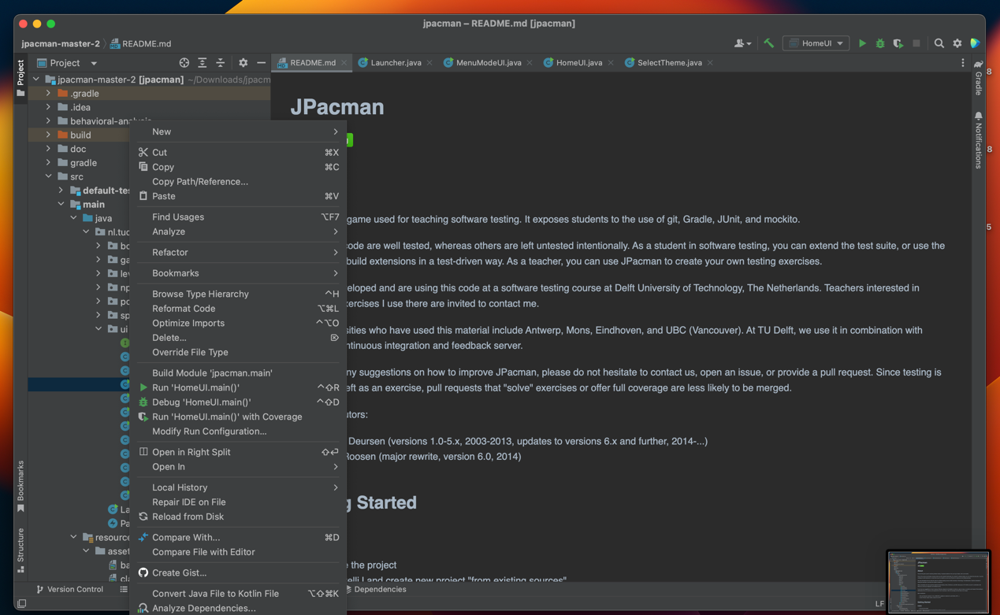 jpacman – README.md [jpacman]
jpacman-master-2
README.md
HomeUI
Project
Project
README.md
Launcher.java
MenuModeUI.java
HomeUI.java
SelectTheme.java
Gradle
Notifications
Bookmarks
Structure
jpacman-master-2 [jpacman] ~/Downloads/jpacm
.gradle
.idea
behavioral-analysis
build
doc
gradle
src
default-te
main
java
nl.tud
bo
ga
lev
np
po
sp
ui
La
Pa
resourc
asset
ba
New
Cut ⌘X
Copy ⌘C
Copy Path/Reference...
Paste ⌘V
Find Usages ⌥F7
Analyze
Refactor
Bookmarks
Browse Type Hierarchy ⌃H
Reformat Code ⌥⌘L
Optimize Imports ⌃⌥O
Delete... ⌦
Override File Type
Build Module 'jpacman.main'
Run 'HomeUI.main()' ⌃⇧R
Debug 'HomeUI.main()' ⌃⇧D
Run 'HomeUI.main()' with Coverage
Modify Run Configuration...
Open in Right Split ⇧⏎
Open In
Local History
Repair IDE on File
Reload from Disk
Compare With... ⌘D
Compare File with Editor
Create Gist...
Convert Java File to Kotlin File ⌥⇧⌘K
Analyze Dependencies...
JPacman
game used for teaching software testing. It exposes students to the use of git, Gradle, JUnit, and mockito.
code are well tested, whereas others are left untested intentionally. As a student in software testing, you can extend the test suite, or use the
build extensions in a test-driven way. As a teacher, you can use JPacman to create your own testing exercises.
eloped and are using this code at a software testing course at Delft University of Technology, The Netherlands. Teachers interested in
ercises I use there are invited to contact me.
sities who have used this material include Antwerp, Mons, Eindhoven, and UBC (Vancouver). At TU Delft, we use it in combination with
ntinuous integration and feedback server.
ny suggestions on how to improve JPacman, please do not hesitate to contact us, open an issue, or provide a pull request. Since testing is
eft as an exercise, pull requests that "solve" exercises or offer full coverage are less likely to be merged.
utors:
Deursen (versions 1.0-5.x, 2003-2013, updates to versions 6.x and further, 2014-...)
Roosen (major rewrite, version 6.0, 2014)
g Started
e the project
elliJ and create new project "from existing sources"
Version Control
Dependencies
LF
8
8
5